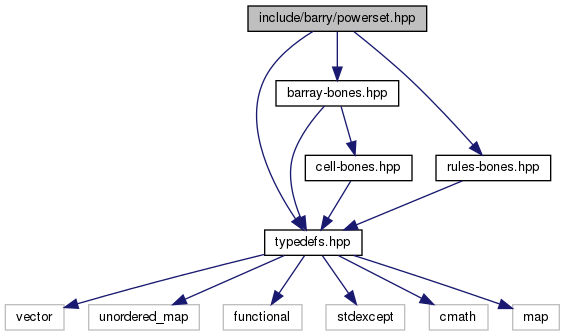 include/barry/powerset.hpp
barray-bones.hpp
cell-bones.hpp
rules-bones.hpp
typedefs.hpp
vector
unordered_map
functional
stdexcept
cmath
map